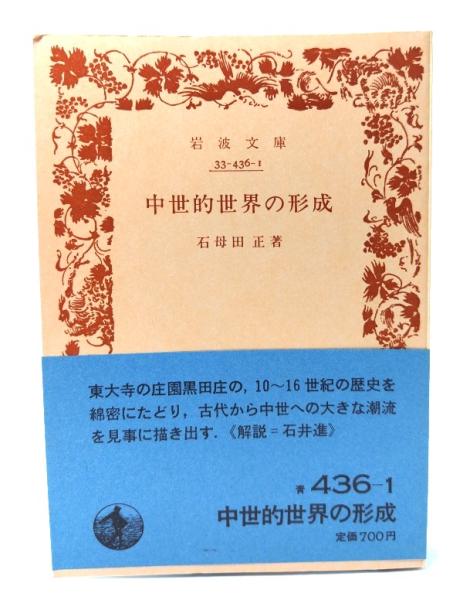 岩波文庫
33-436-1
中世的世界の形成
石母田正著
東大寺の庄園黒田庄の，10〜16世紀の歴史を
綿密にたどり，古代から中世への大きな潮流
を見事に描き出す．《解説＝石井進》
青 436-1
中世的世界の形成
定価700円